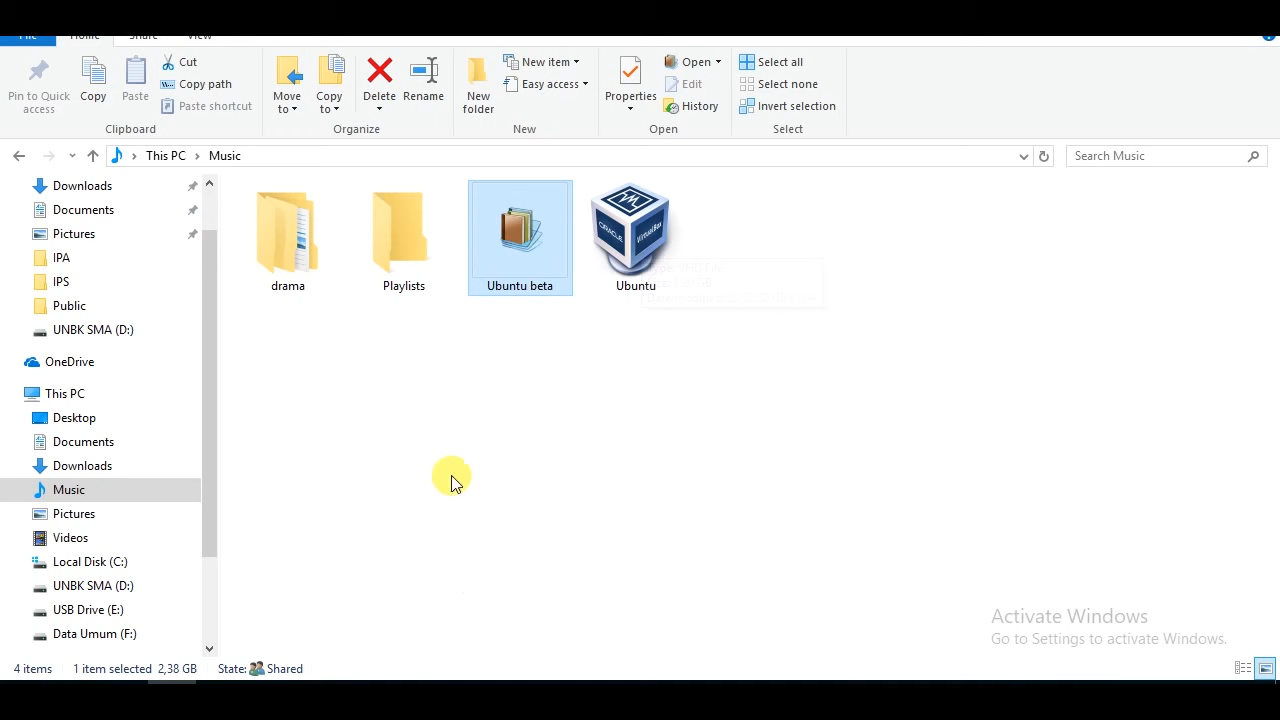 File Home Share View
Cut
Copy path
Paste shortcut
Pin to Quick access
Copy
Paste
Clipboard
Move to
Copy to
Delete
Rename
Organize
New folder
New item
Easy access
New
Properties
Open
Edit
History
Open
Select all
Select none
Invert selection
Select
This PC > Music
Search Music
Downloads
Documents
Pictures
IPA
IPS
Public
UNBK SMA (D:)
OneDrive
This PC
Desktop
Documents
Downloads
Music
Pictures
Videos
Local Disk (C:)
UNBK SMA (D:)
USB Drive (E:)
Data Umum (F:)
drama
Playlists
Ubuntu beta
ORACLE
VirtualBox
Ubuntu
Activate Windows
Go to Settings to activate Windows.
4 items 1 item selected 2,38 GB State: Shared